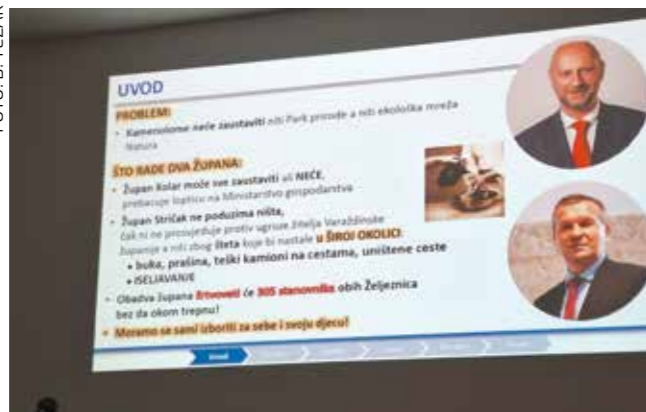 FOTO: B. TEŽAK
UVOD
PROBLEM:
• Kamenolome neće zaustaviti niti Park prirode a niti ekološka mreža
Natura
ŠTO RADE DVA ŽUPANA:
• Župan Kolar može sve zaustaviti ali NEĆE,
prebacuje lopticu na Ministarstvo gospodarstva
• Župan Stričak ne poduzima ništa,
čak ni ne prosvjeduje protiv ugroze žitelja Varaždinske
županije a niti zbog šteta koje bi nastale u ŠIROJ OKOLICI:
• buka, prašina, teški kamioni na cestama, uništene ceste
• ISELJAVANJE
• Obadva župana žrtvovati će 305 stanovnika obih Željeznica
bez da okom trepnu!
• Moramo se sami izboriti za sebe i svoju djecu!
Uvod